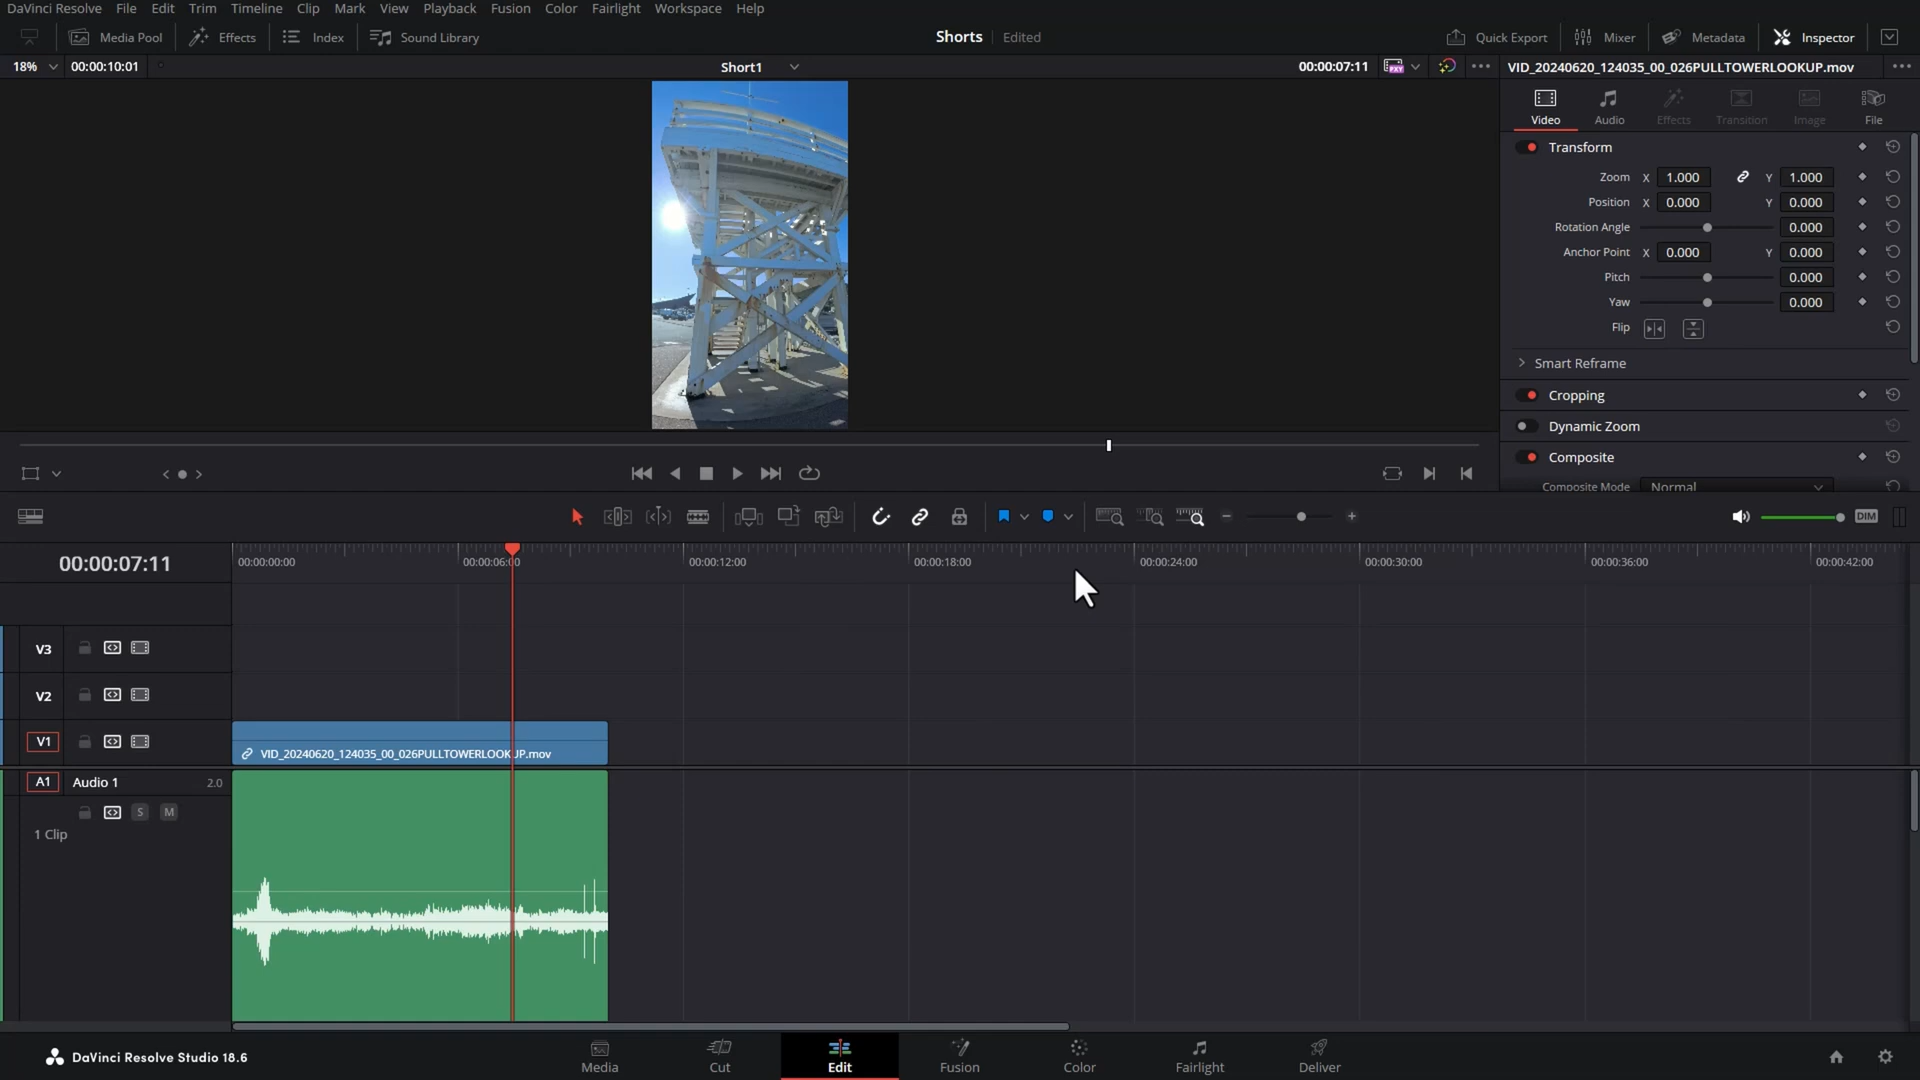 DaVinci Resolve File Edit Trim Timeline Clip Mark View Playback Fusion Color Fairlight Workspace Help
Media Pool Effects Index Sound Library Shorts Edited Quick Export Mixer Metadata Inspector
18% 00:00:10:01 Short1 00:00:07:11 PXY VID_20240620_124035_00_026PULLTOWERLOOKUP.mov
Video Audio Effects Transition Image File
Transform
Zoom X 1.000 Y 1.000
Position X 0.000 Y 0.000
Rotation Angle 0.000
Anchor Point X 0.000 Y 0.000
Pitch 0.000
Yaw 0.000
Flip
Smart Reframe
Cropping
Dynamic Zoom
Composite
Composite Mode Normal
DIM
00:00:07:11 00:00:00:00 00:00:06:00 00:00:12:00 00:00:18:00 00:00:24:00 00:00:30:00 00:00:36:00 00:00:42:00
V3
V2
V1 VID_20240620_124035_00_026PULLTOWERLOOKUP.mov
A1 Audio 1 2.0
S M
1 Clip
DaVinci Resolve Studio 18.6 Media Cut Edit Fusion Color Fairlight Deliver